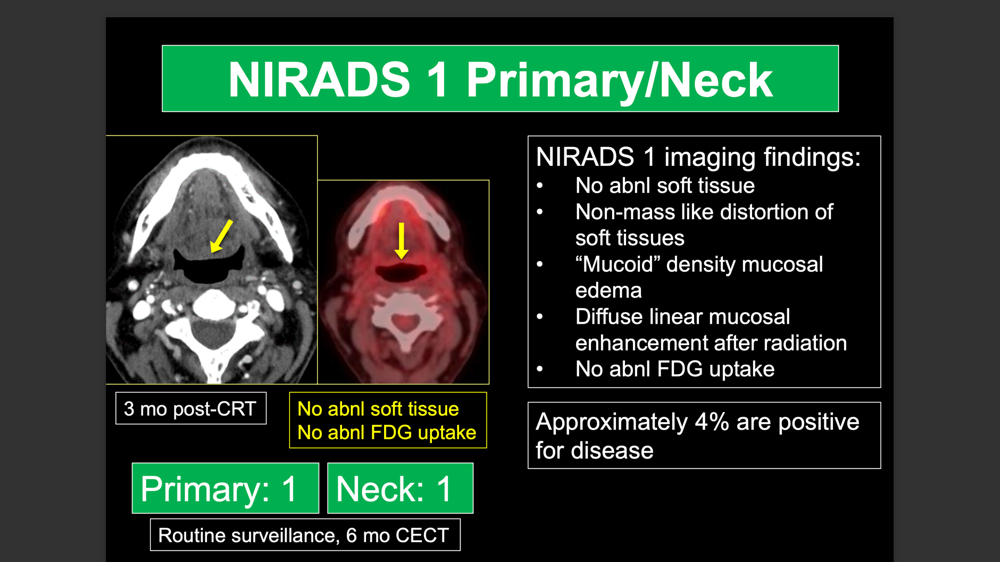 NIRADS 1 Primary/Neck
NIRADS 1 imaging findings:
• No abnl soft tissue
• Non-mass like distortion of
soft tissues
• “Mucoid” density mucosal
edema
• Diffuse linear mucosal
enhancement after radiation
• No abnl FDG uptake
3 mo post-CRT
No abnl soft tissue
No abnl FDG uptake
Approximately 4% are positive
for disease
Primary: 1
Neck: 1
Routine surveillance, 6 mo CECT